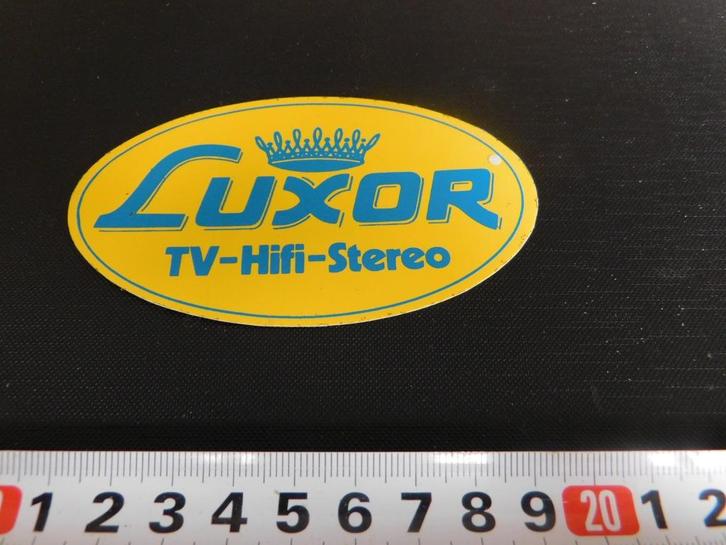 LUXOR
TV-Hifi-Stereo
1 2 3 4 5 6 7 8 9 20 1 2